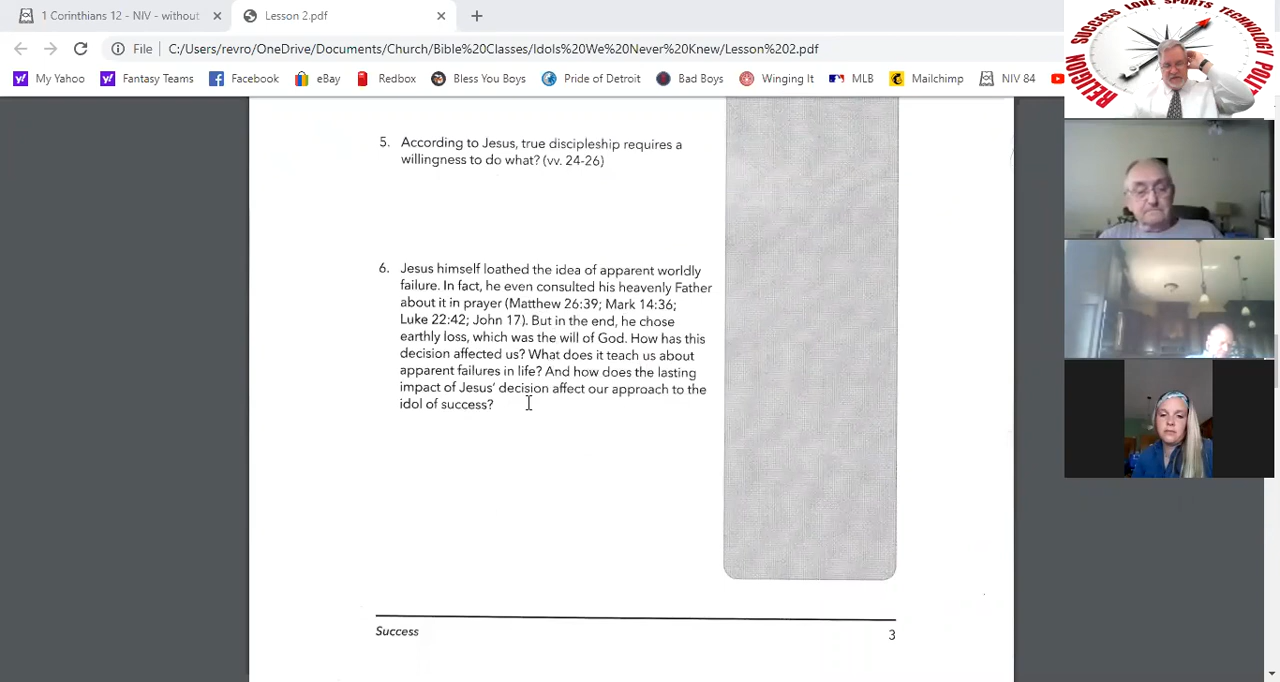 1 Corinthians 12 - NIV - without
Lesson 2.pdf
File
C:/Users/revro/OneDrive/Documents/Church/Bible%20Classes/Idols%20We%20Never%20Knew/Lesson%202.pdf
My Yahoo
Fantasy Teams
Facebook
eBay
Redbox
Bless You Boys
Pride of Detroit
Bad Boys
Winging It
MLB
Mailchimp
NIV 84
RELIGION SUCCESS LOVE SPORTS TECHNOLOGY POLI
5. According to Jesus, true discipleship requires a
willingness to do what? (vv. 24-26)
6. Jesus himself loathed the idea of apparent worldly
failure. In fact, he even consulted his heavenly Father
about it in prayer (Matthew 26:39; Mark 14:36;
Luke 22:42; John 17). But in the end, he chose
earthly loss, which was the will of God. How has this
decision affected us? What does it teach us about
apparent failures in life? And how does the lasting
impact of Jesus' decision affect our approach to the
idol of success?
Success
3